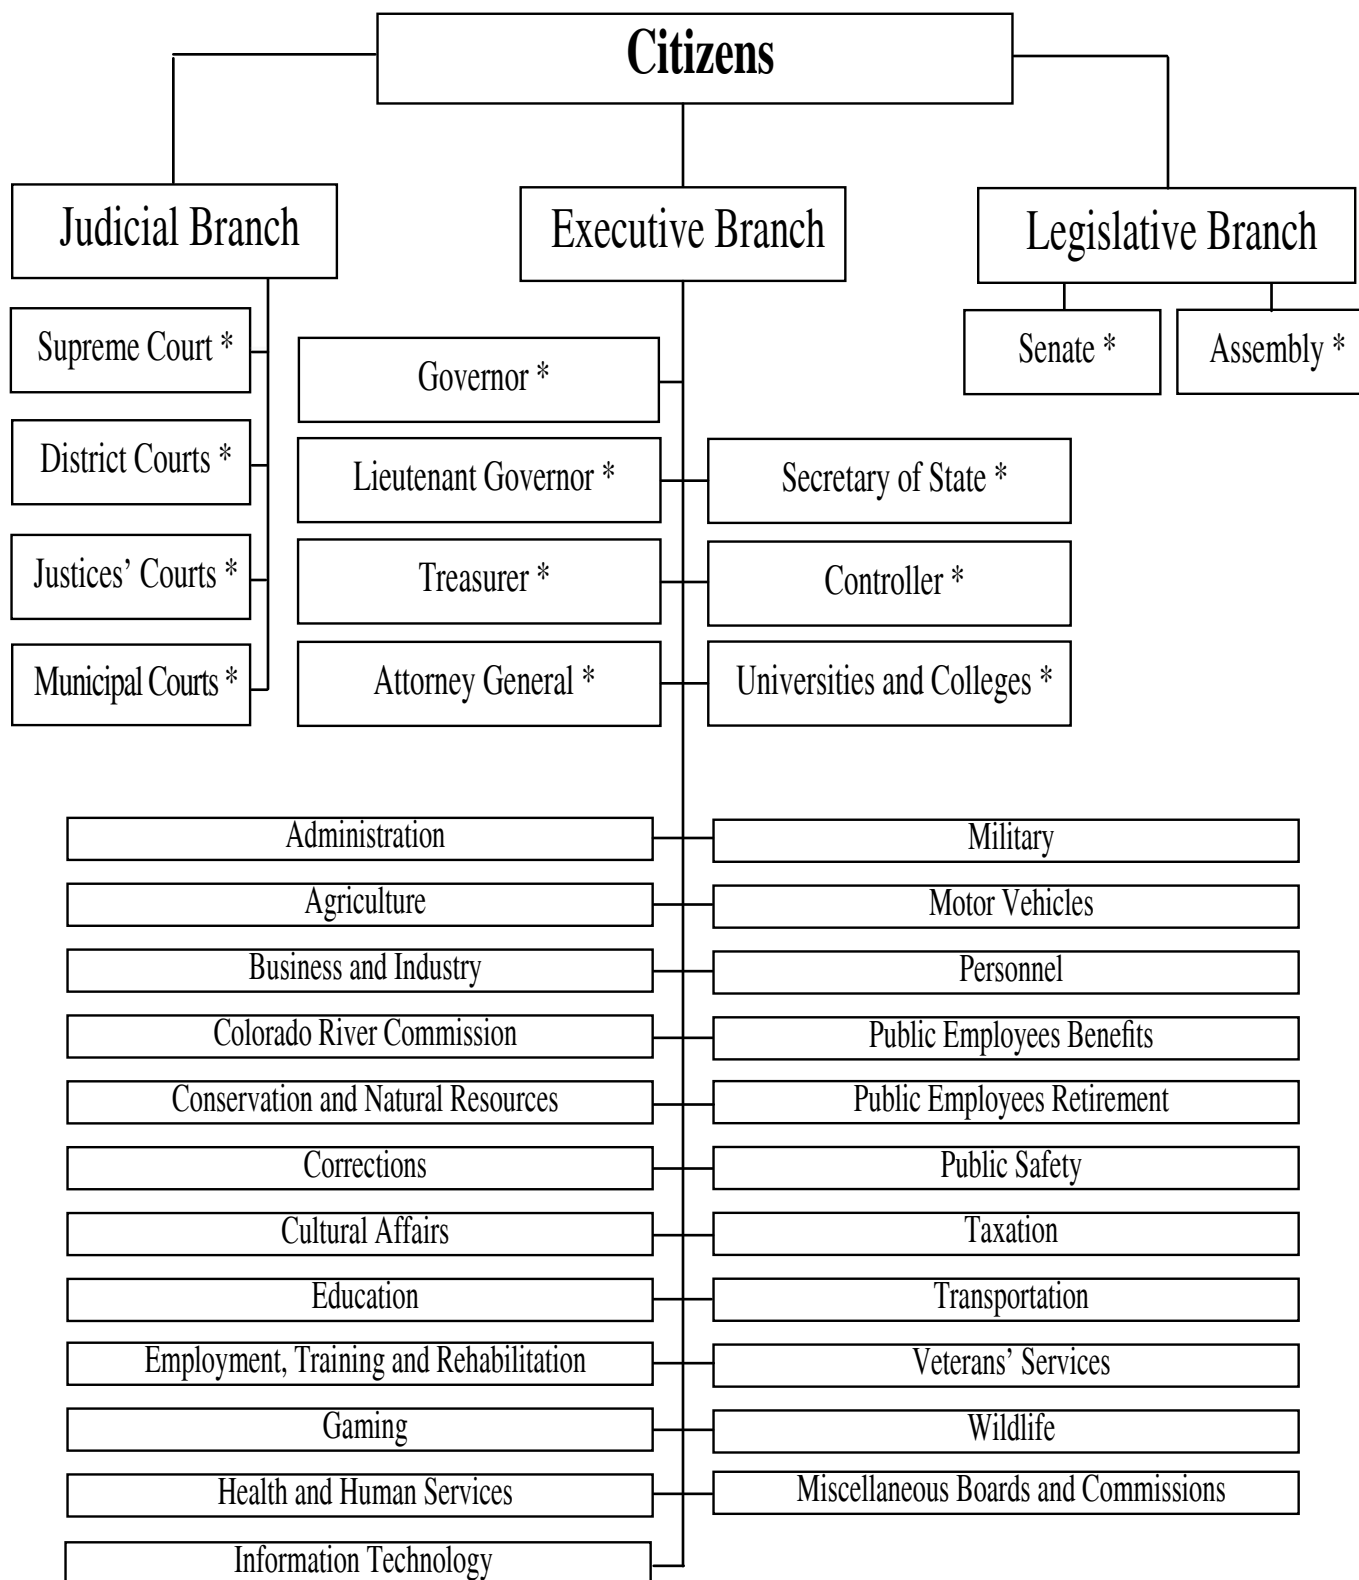 Citizens
Judicial Branch
Executive Branch
Legislative Branch
Supreme Court *
District Courts *
Justices’ Courts *
Municipal Courts *
Governor *
Lieutenant Governor *
Secretary of State *
Treasurer *
Controller *
Attorney General *
Universities and Colleges *
Senate *
Assembly *
Administration
Military
Agriculture
Motor Vehicles
Business and Industry
Personnel
Colorado River Commission
Public Employees Benefits
Conservation and Natural Resources
Public Employees Retirement
Corrections
Public Safety
Cultural Affairs
Taxation
Education
Transportation
Employment, Training and Rehabilitation
Veterans’ Services
Gaming
Wildlife
Health and Human Services
Miscellaneous Boards and Commissions
Information Technology